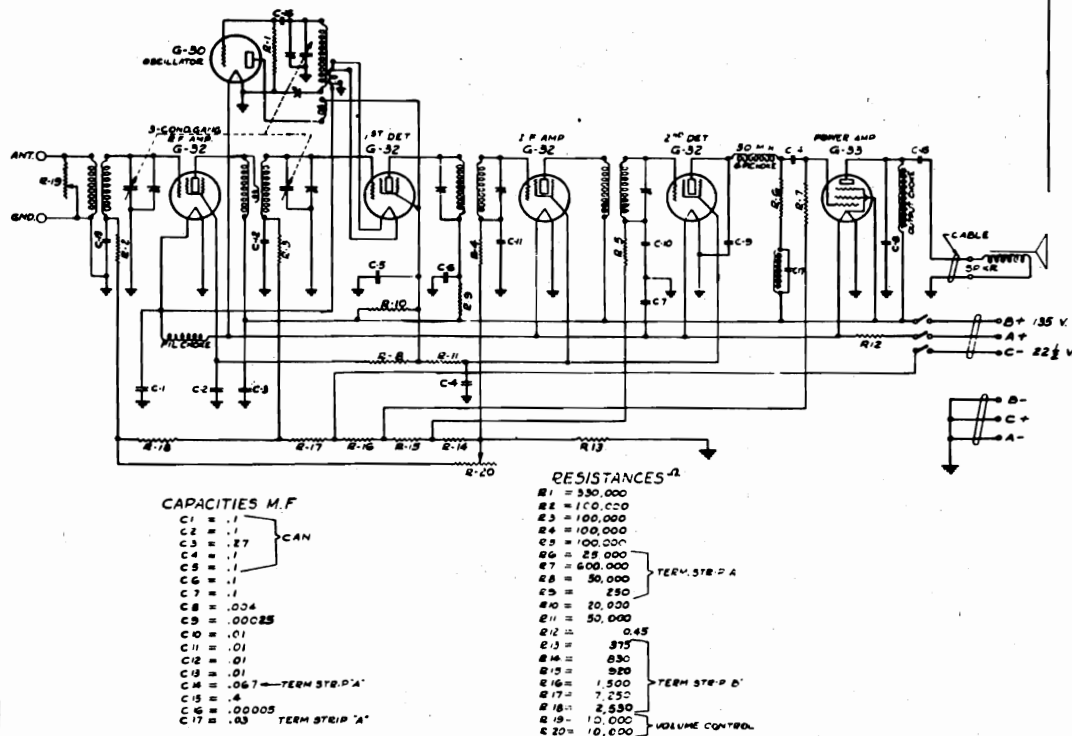 C-16
R-1
G-30
OSCILLATOR
3-COND. GANG
R.F. AMP.
G-32
1ST DET
G-32
I F AMP
G-32
2ND DET
G-32
30 M H
R.F. CHOKE
POWER AMP
G-33
ANT.
GND.
R-19
R-2
C-12
R-3
C-5
C-6
R-9
R-10
R-4
C-11
R-5
C-10
C-7
C-9
R-6
R-7
C-17
C-8
OUTPUT CHOKE
CABLE
SPKR
FIL CHOKE
R-8
R-11
R12
B+ 135 V.
A+
C- 22½ V
C-1
C-2
C-3
C-4
B-
C+
A-
R-18
R-17
R-16
R-15
R-14
R13
R-20
CAPACITIES M.F
C1 = .1
C2 = .1
C3 = .27
C4 = .1
C5 = .1
CAN
C6 = .1
C7 = .1
C8 = .004
C9 = .00025
C10 = .01
C11 = .01
C12 = .01
C13 = .01
C14 = .067 TERM STRIP "A"
C15 = .4
C16 = .00005
C17 = .03 TERM STRIP "A"
RESISTANCES Ω
R1 = 330,000
R2 = 100,000
R3 = 100,000
R4 = 100,000
R5 = 100,000
R6 = 25,000
R7 = 600,000
R8 = 50,000
R9 = 250
TERM. STRIP A
R10 = 20,000
R11 = 50,000
R12 = 0.45
R13 = 375
R14 = 830
R15 = 920
R16 = 1,500
R17 = 7,250
R18 = 2,530
TERM STRIP B
R19 - 10,000
R20 = 10,000
VOLUME CONTROL